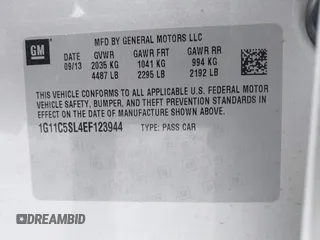 GM
MFD BY GENERAL MOTORS LLC
DATE GVWR GAWR FRT GAWR RR
09/13 2035 KG 1041 KG 994 KG
4487 LB 2295 LB 2192 LB
THIS VEHICLE CONFORMS TO ALL APPLICABLE U.S. FEDERAL MOTOR
VEHICLE SAFETY, BUMPER, AND THEFT PREVENTION STANDARDS
IN EFFECT ON THE DATE OF MANUFACTURE SHOWN ABOVE.
1G11C5SL4EF123944 TYPE: PASS CAR
DREAMBID